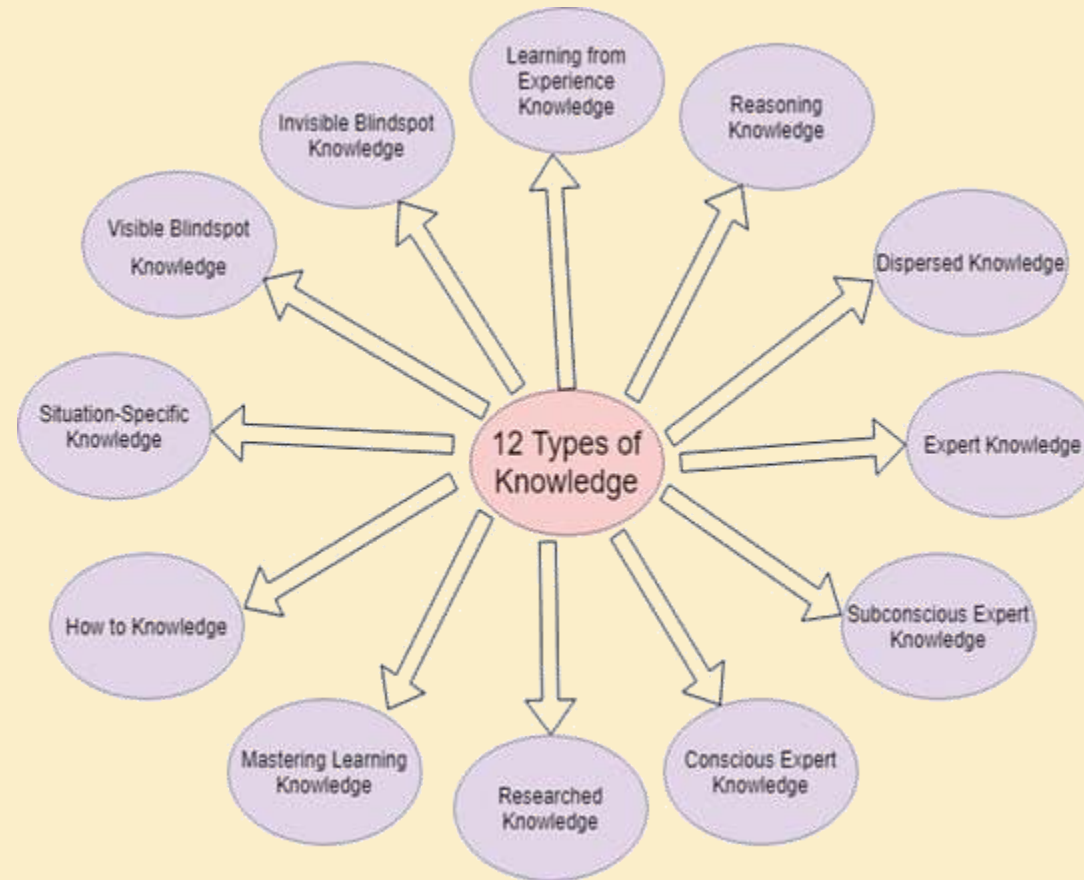 Learning from
Experience
Knowledge
Reasoning
Knowledge
Invisible Blindspot
Knowledge
Visible Blindspot
Knowledge
Dispersed Knowledge
Situation-Specific
Knowledge
12 Types of
Knowledge
Expert Knowledge
How to Knowledge
Subconscious Expert
Knowledge
Mastering Learning
Knowledge
Researched
Knowledge
Conscious Expert
Knowledge